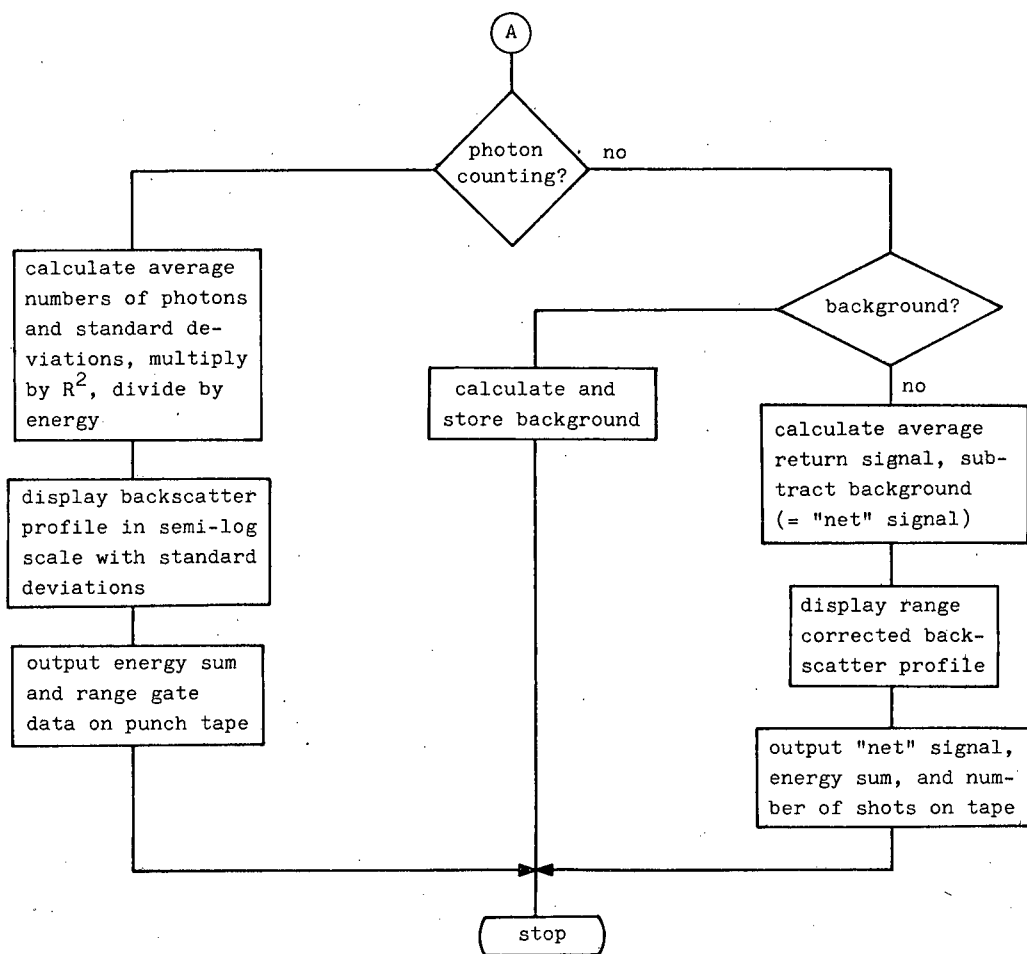 A
photon
counting?
no
calculate average
numbers of photons
and standard de-
viations, multiply
by R², divide by
energy
display backscatter
profile in semi-log
scale with standard
deviations
output energy sum
and range gate
data on punch tape
background?
no
calculate and
store background
calculate average
return signal, sub-
tract background
(= "net" signal)
display range
corrected back-
scatter profile
output "net" signal,
energy sum, and num-
ber of shots on tape
stop